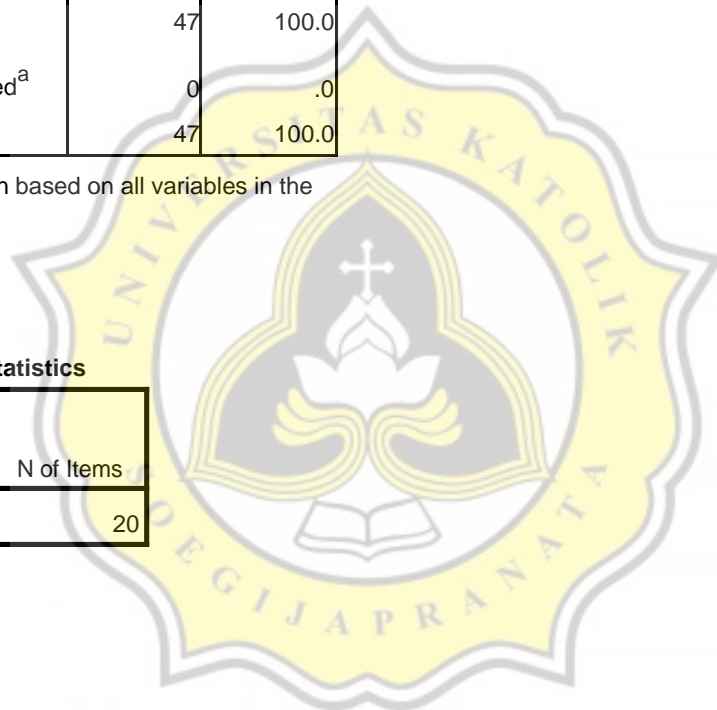 47 100.0
ed^a 0 .0
47 100.0
n based on all variables in the
tatistics
N of Items
20
UNIVERSITAS KATOLIK
SOEGIJAPRANATA